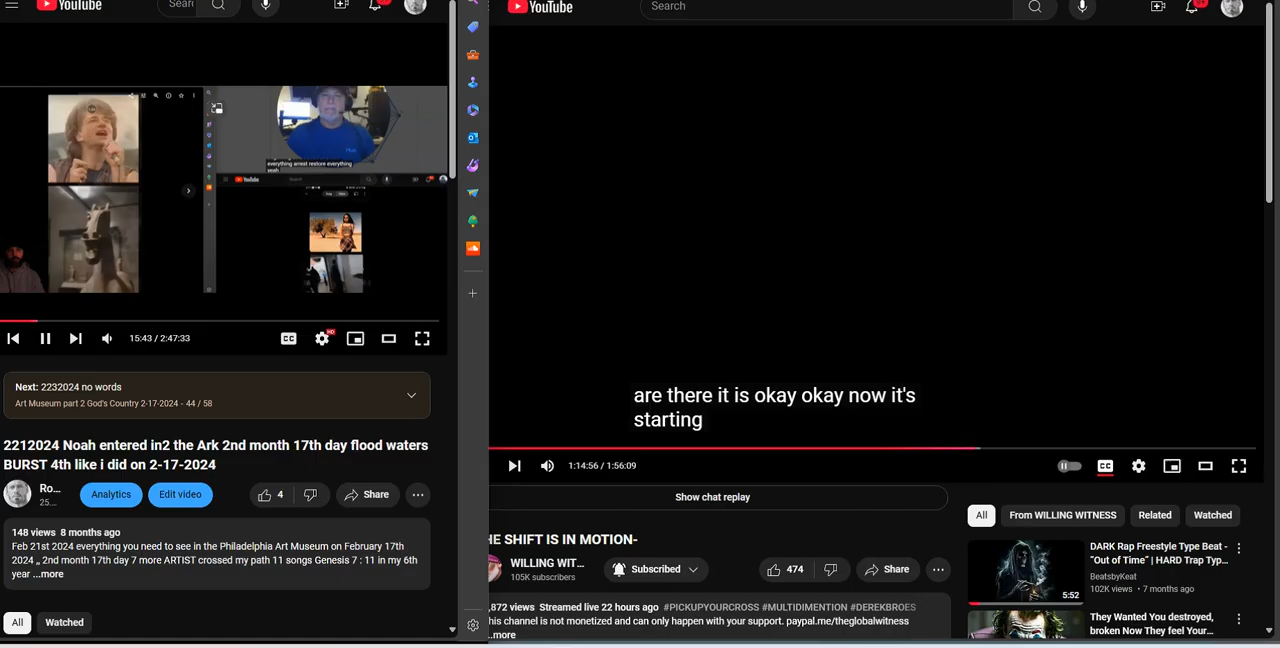 YouTube
Sear
everything arrest restore everything
yeah
YouTube
Search
15:43 / 2:47:33
CC
HD
Next: 2232024 no words
Art Museum part 2 God's Country 2-17-2024 - 44 / 58
2212024 Noah entered in2 the Ark 2nd month 17th day flood waters
BURST 4th like i did on 2-17-2024
Ro...
25....
Analytics
Edit video
4
Share
148 views 8 months ago
Feb 21st 2024 everything you need to see in the Philadelphia Art Museum on February 17th
2024 ,, 2nd month 17th day 7 more ARTIST crossed my path 11 songs Genesis 7 : 11 in my 6th
year ...more
All
Watched
YouTube
Search
9+
are there it is okay okay now it's
starting
1:14:56 / 1:56:09
CC
Show chat replay
HE SHIFT IS IN MOTION-
WILLING WIT...
105K subscribers
Subscribed
474
Share
,872 views Streamed live 22 hours ago #PICKUPYOURCROSS #MULTIDIMENTION #DEREKBROES
his channel is not monetized and can only happen with your support. paypal.me/theglobalwitness
...more
All
From WILLING WITNESS
Related
Watched
5:52
DARK Rap Freestyle Type Beat -
“Out of Time” | HARD Trap Typ...
BeatsbyKeat
102K views • 7 months ago
They Wanted You destroyed,
broken Now They feel Your...